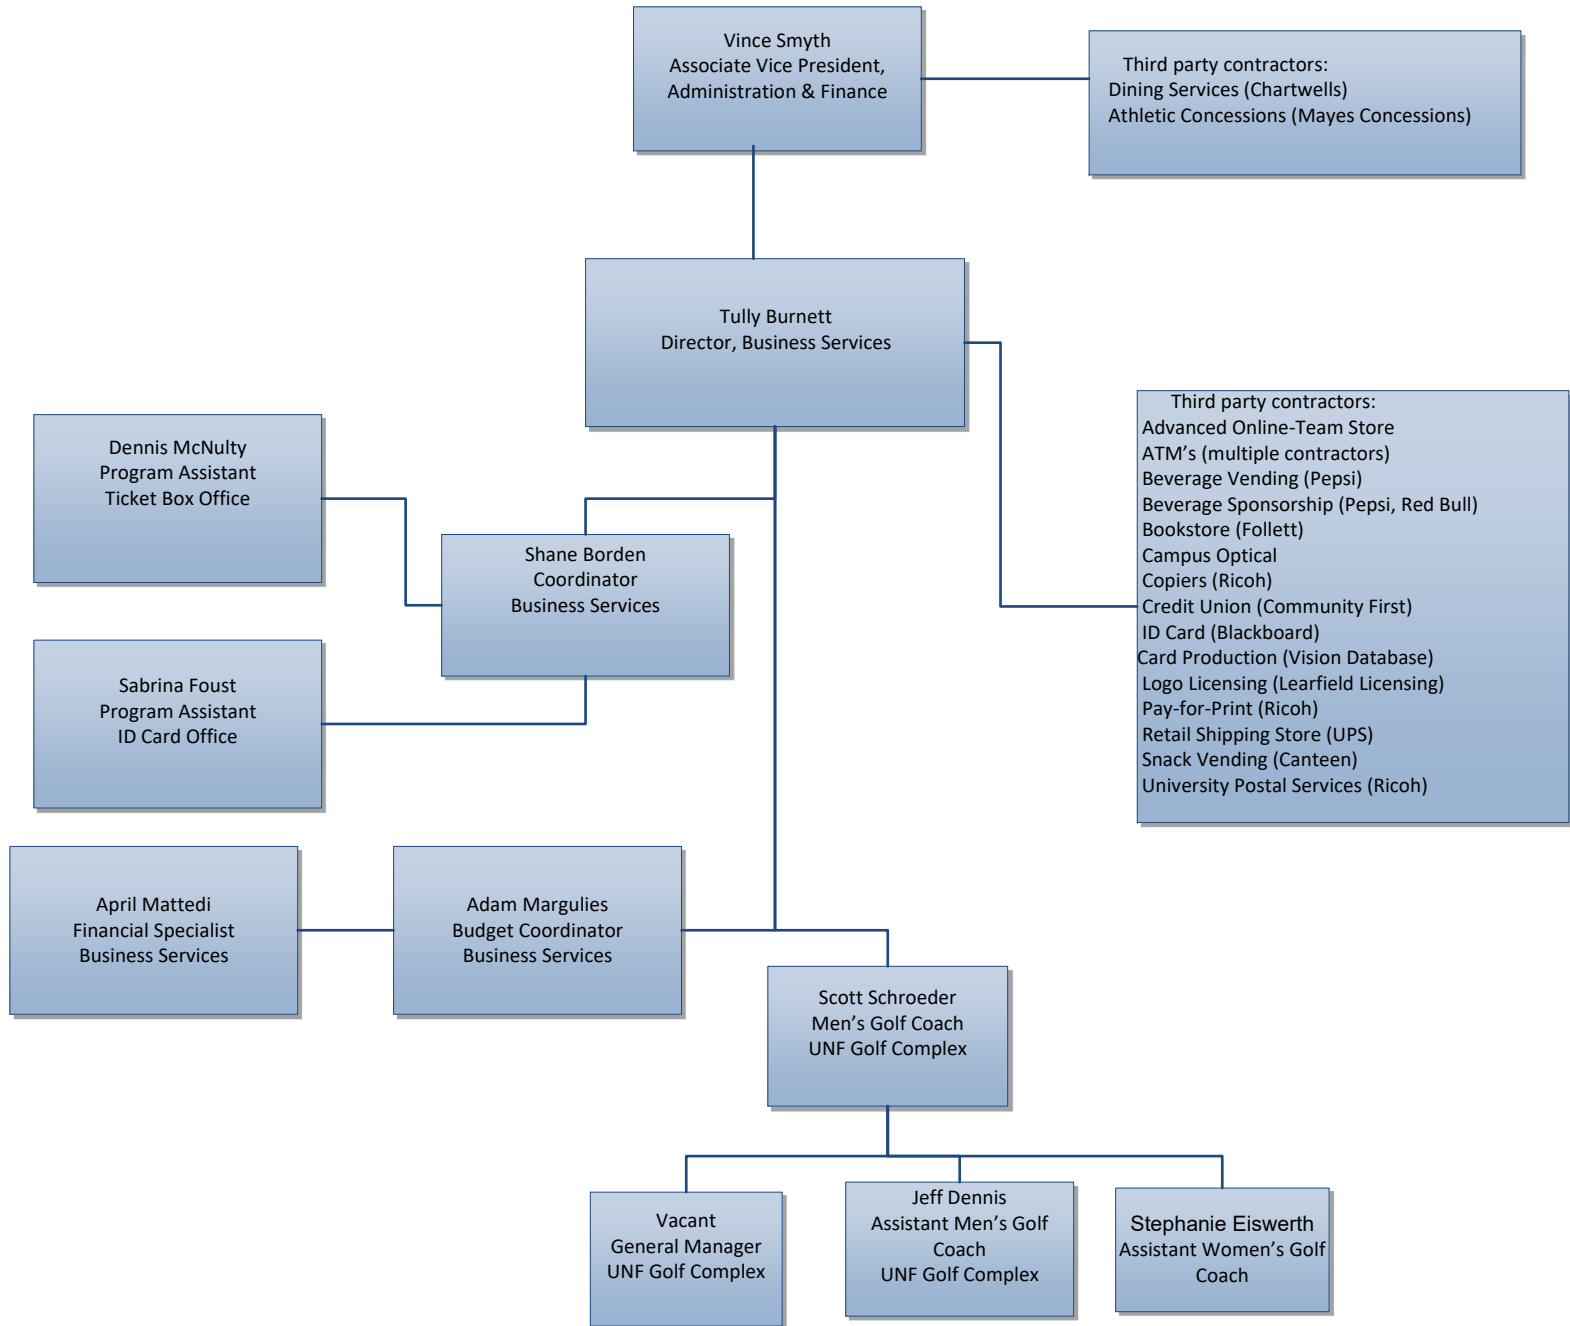 Vince Smyth
Associate Vice President,
Administration & Finance
Third party contractors:
Dining Services (Chartwells)
Athletic Concessions (Mayes Concessions)
Tully Burnett
Director, Business Services
Third party contractors:
Advanced Online-Team Store
ATM’s (multiple contractors)
Beverage Vending (Pepsi)
Beverage Sponsorship (Pepsi, Red Bull)
Bookstore (Follett)
Campus Optical
Copiers (Ricoh)
Credit Union (Community First)
ID Card (Blackboard)
Card Production (Vision Database)
Logo Licensing (Learfield Licensing)
Pay-for-Print (Ricoh)
Retail Shipping Store (UPS)
Snack Vending (Canteen)
University Postal Services (Ricoh)
Dennis McNulty
Program Assistant
Ticket Box Office
Shane Borden
Coordinator
Business Services
Sabrina Foust
Program Assistant
ID Card Office
April Mattedi
Financial Specialist
Business Services
Adam Margulies
Budget Coordinator
Business Services
Scott Schroeder
Men’s Golf Coach
UNF Golf Complex
Vacant
General Manager
UNF Golf Complex
Jeff Dennis
Assistant Men’s Golf
Coach
UNF Golf Complex
Stephanie Eiswerth
Assistant Women’s Golf
Coach